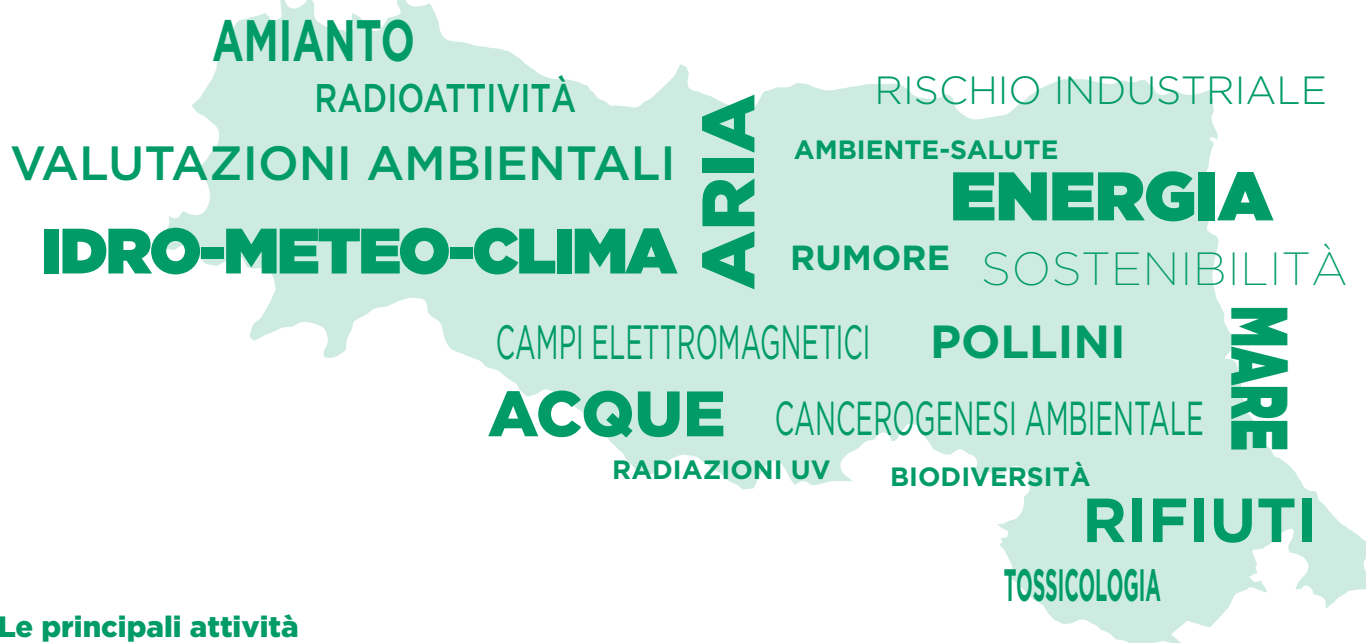 AMIANTO
RADIOATTIVITÀ
RISCHIO INDUSTRIALE
VALUTAZIONI AMBIENTALI
ARIA
AMBIENTE-SALUTE
ENERGIA
IDRO-METEO-CLIMA
RUMORE
SOSTENIBILITÀ
CAMPI ELETTROMAGNETICI
POLLINI
MARE
ACQUE
CANCEROGENESI AMBIENTALE
RADIAZIONI UV
BIODIVERSITÀ
RIFIUTI
TOSSICOLOGIA
Le principali attività